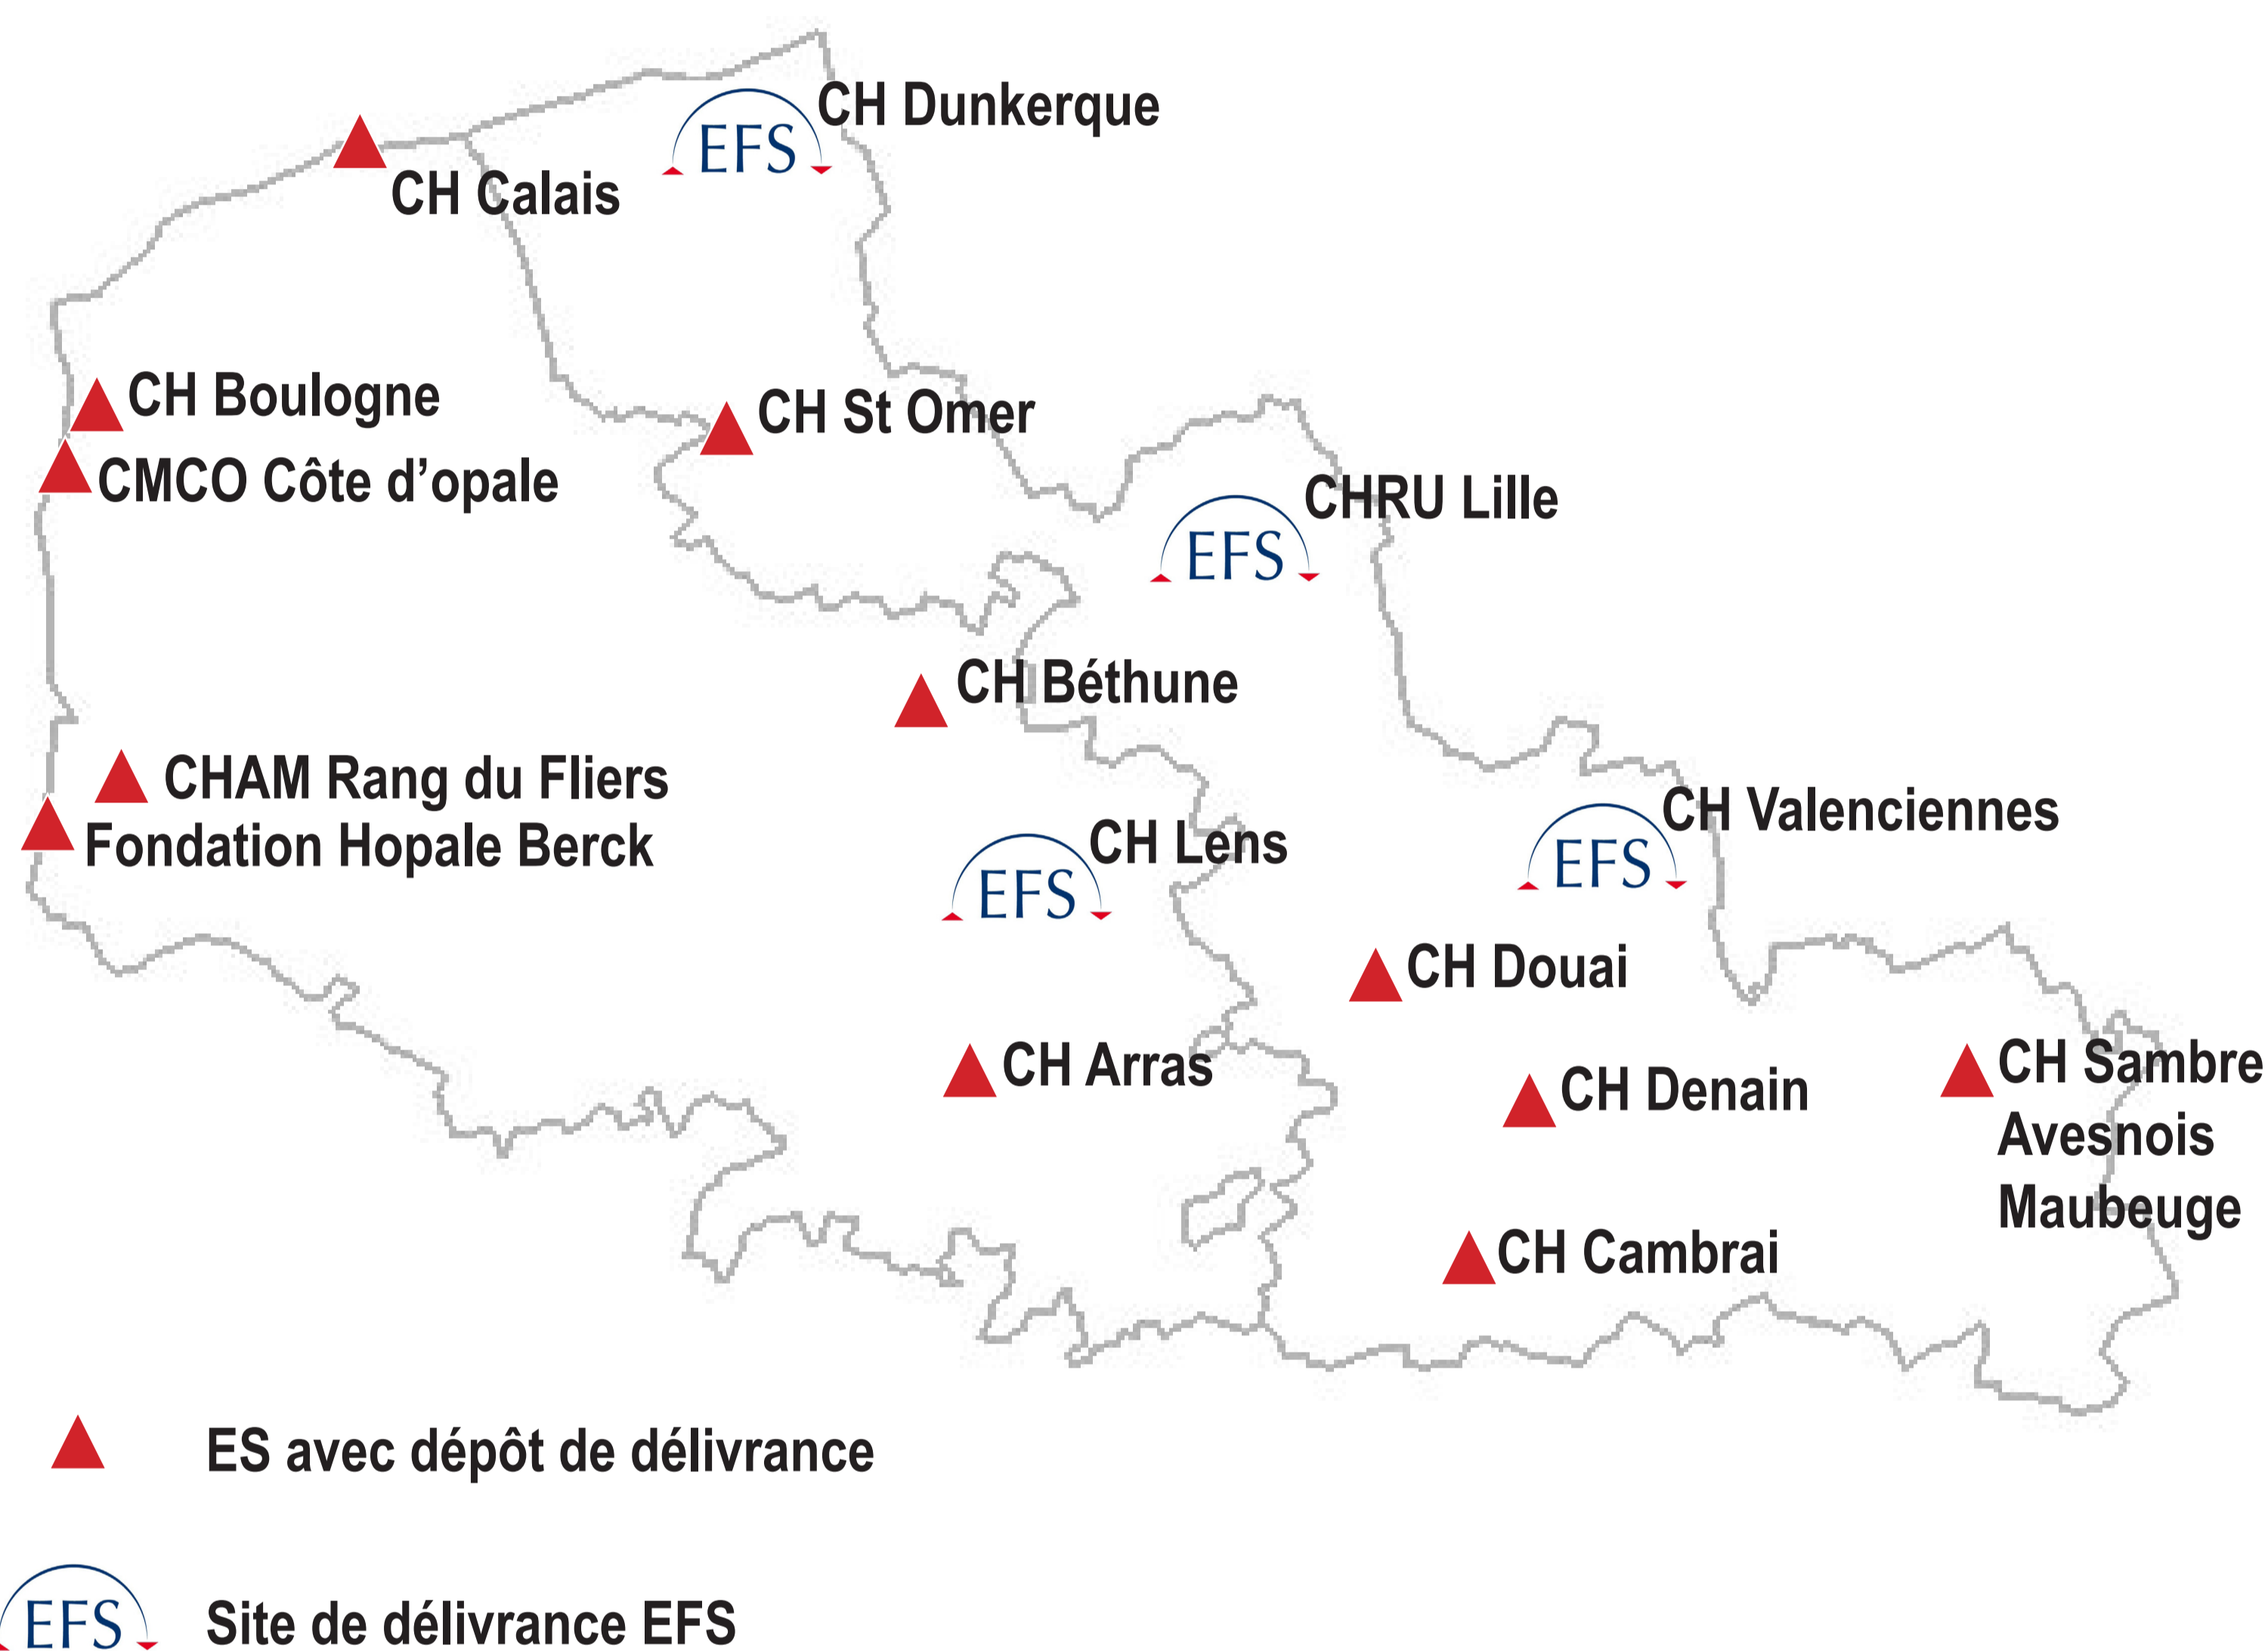 CH Dunkerque
EFS
CH Calais
CH Boulogne
CH St Omer
CMCO Côte d’opale
CHRU Lille
EFS
CH Béthune
CHAM Rang du Fliers
Fondation Hopale Berck
CH Lens
EFS
CH Valenciennes
EFS
CH Douai
CH Arras
CH Denain
CH Sambre
Avesnois
Maubeuge
CH Cambrai
ES avec dépôt de délivrance
EFS Site de délivrance EFS